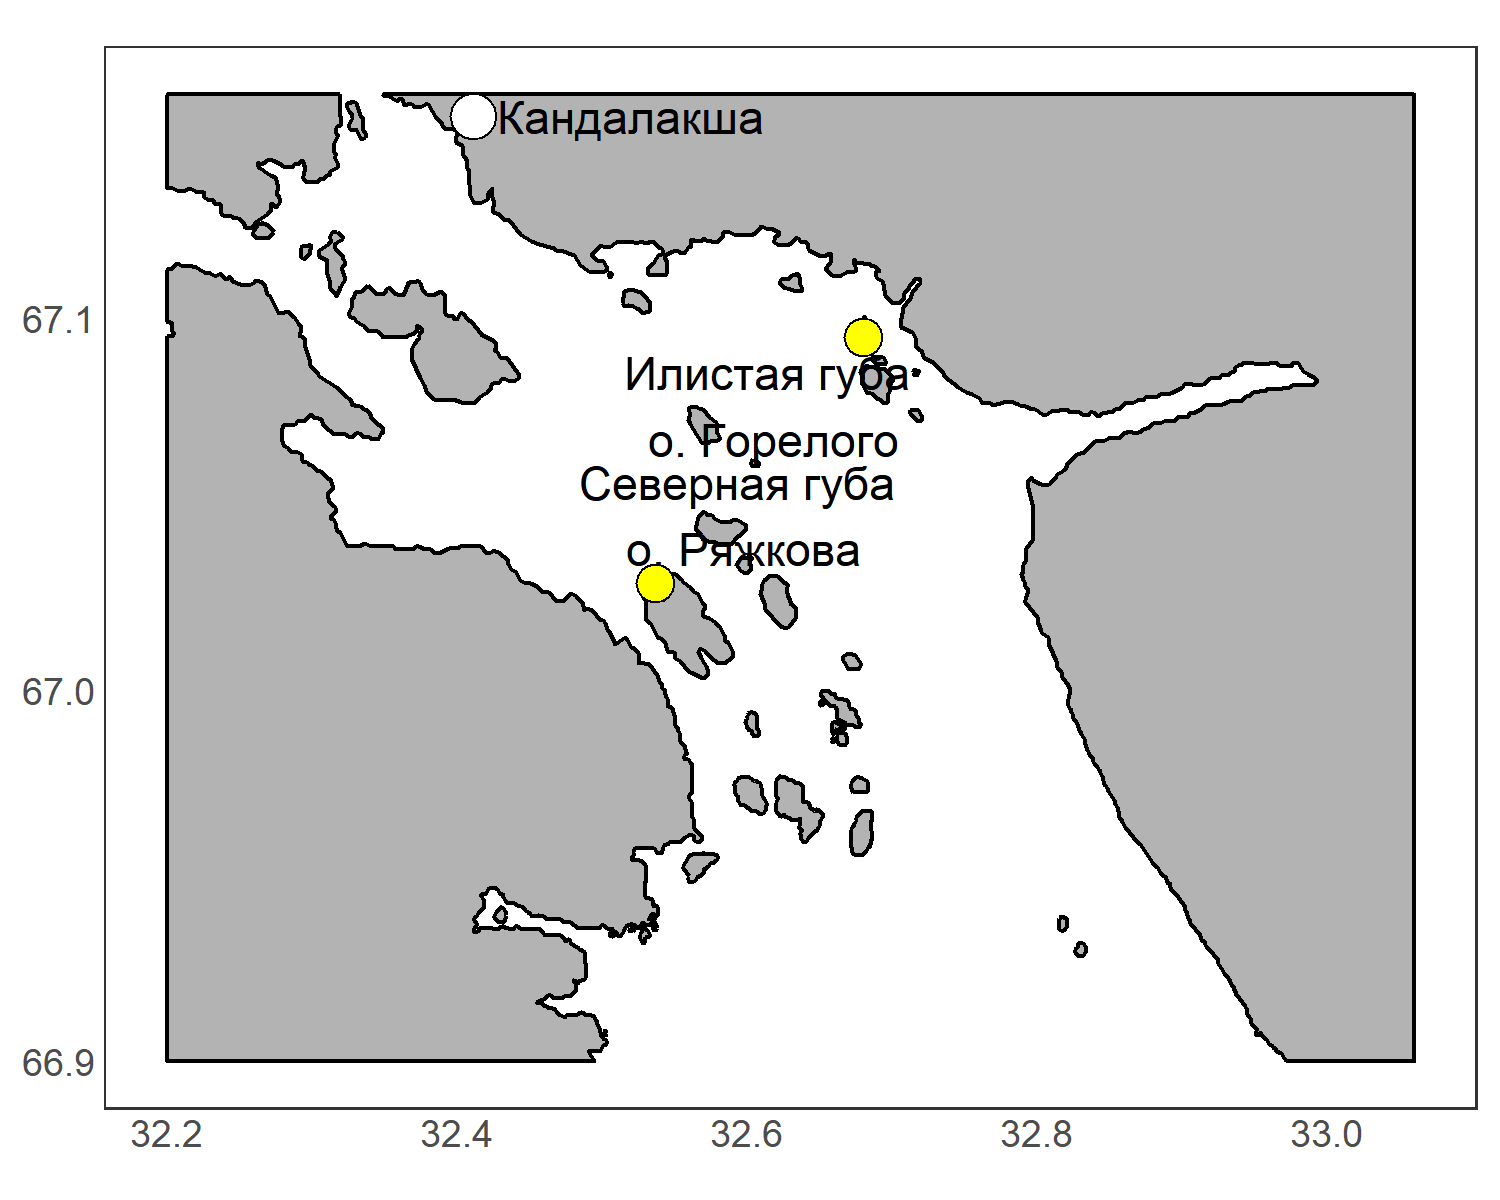 Кандалакша
67.1
Илистая губа
о. Горелого
Северная губа
о. Ряжкова
67.0
66.9
32.2 32.4 32.6 32.8 33.0